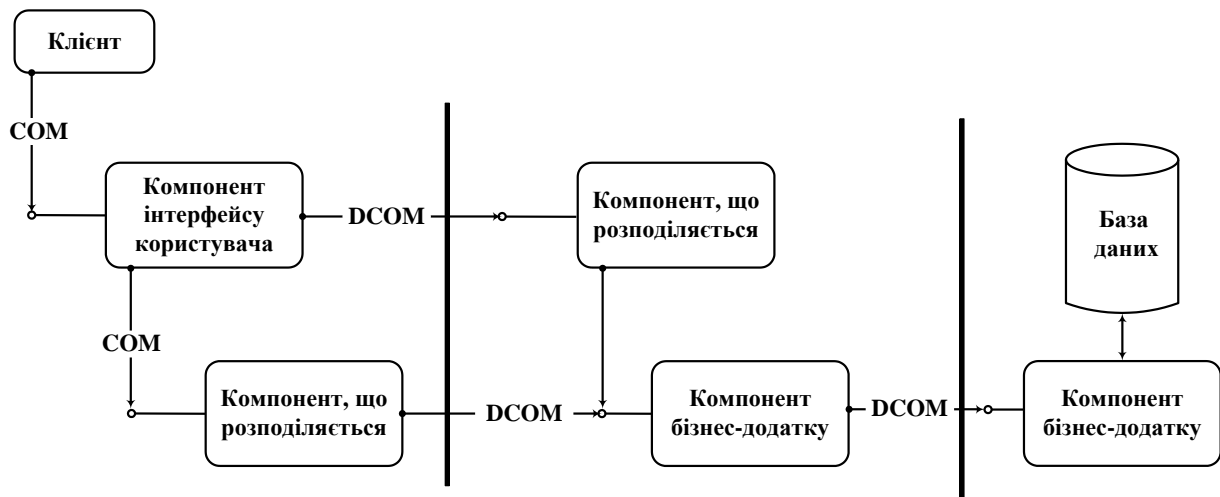 Клієнт
COM
Компонент
інтерфейсу
користувача
DCOM
Компонент, що
розподіляється
База
даних
COM
Компонент, що
розподіляється
DCOM
Компонент
бізнес-додатку
DCOM
Компонент
бізнес-додатку